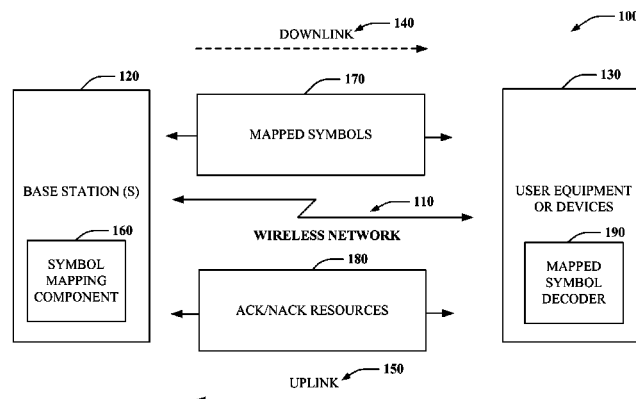 DOWNLINK 140
100
120
170
130
MAPPED SYMBOLS
BASE STATION (S)
USER EQUIPMENT
OR DEVICES
110
WIRELESS NETWORK
160
SYMBOL
MAPPING
COMPONENT
180
190
MAPPED
SYMBOL
DECODER
ACK/NACK RESOURCES
UPLINK 150